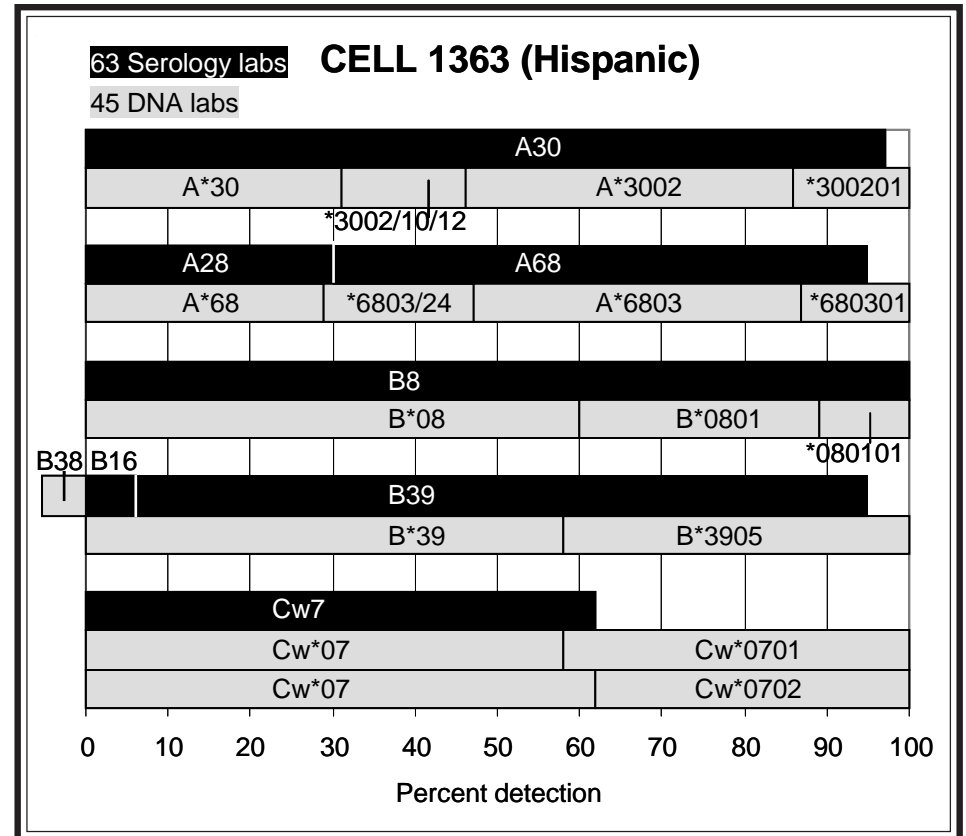 63 Serology labs CELL 1363 (Hispanic)
45 DNA labs
A30
A*30 A*3002 *300201
*3002/10/12
A28 A68
A*68 *6803/24 A*6803 *680301
B8
B*08 B*0801
*080101
B38 B16
B39
B*39 B*3905
Cw7
Cw*07 Cw*0701
Cw*07 Cw*0702
0 10 20 30 40 50 60 70 80 90 100
Percent detection